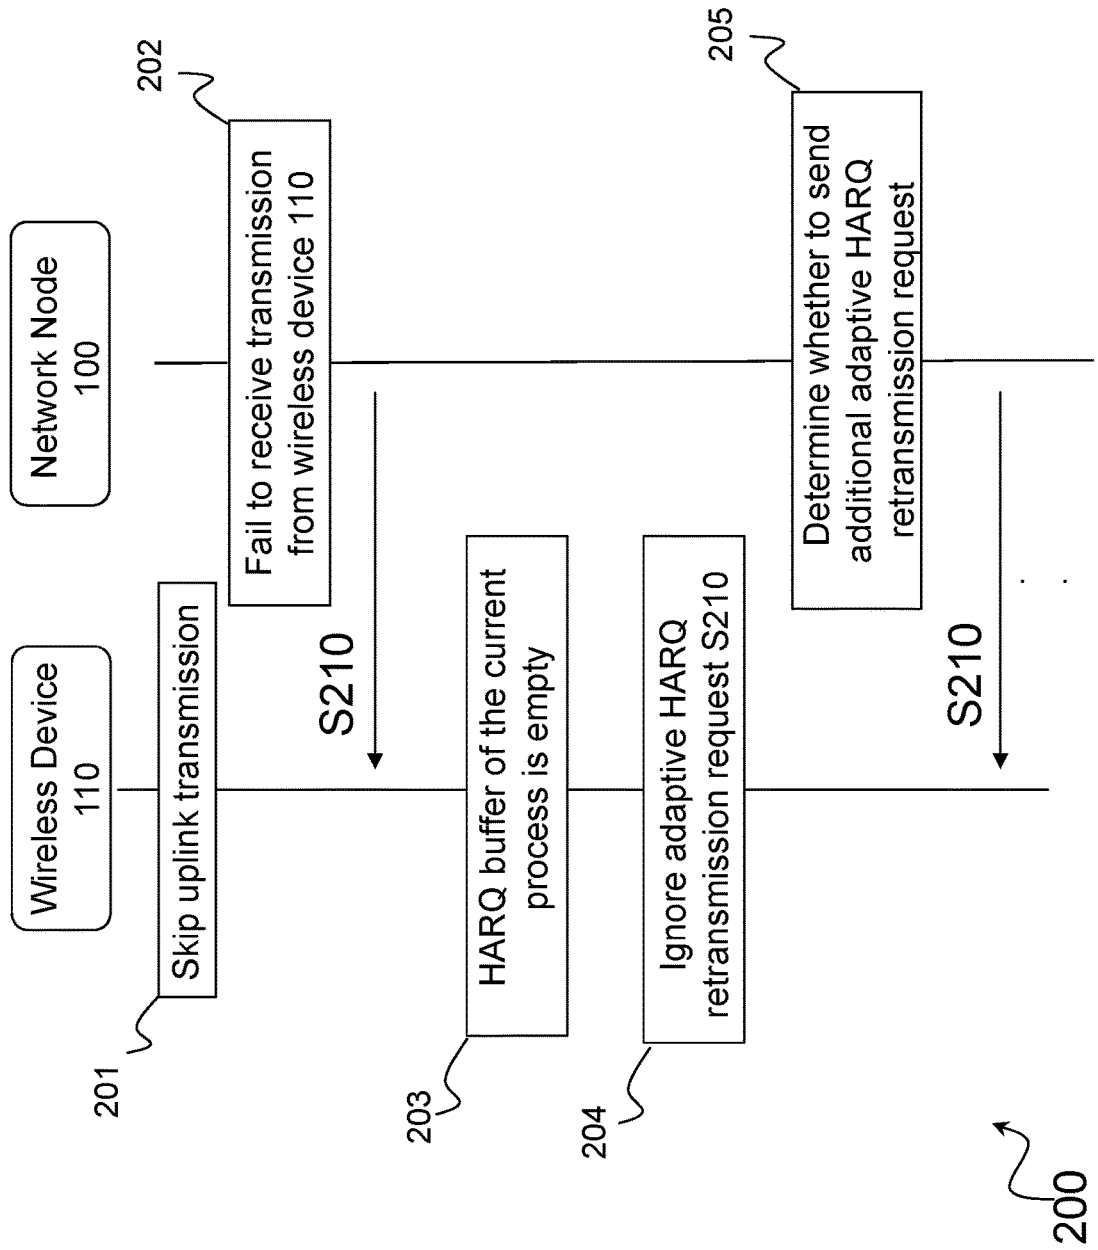 Wireless Device
110
Network Node
100
201
Skip uplink transmission
202
Fail to receive transmission
from wireless device 110
S210
203
HARQ buffer of the current
process is empty
204
Ignore adaptive HARQ
retransmission request S210
205
Determine whether to send
additional adaptive HARQ
retransmission request
S210
200